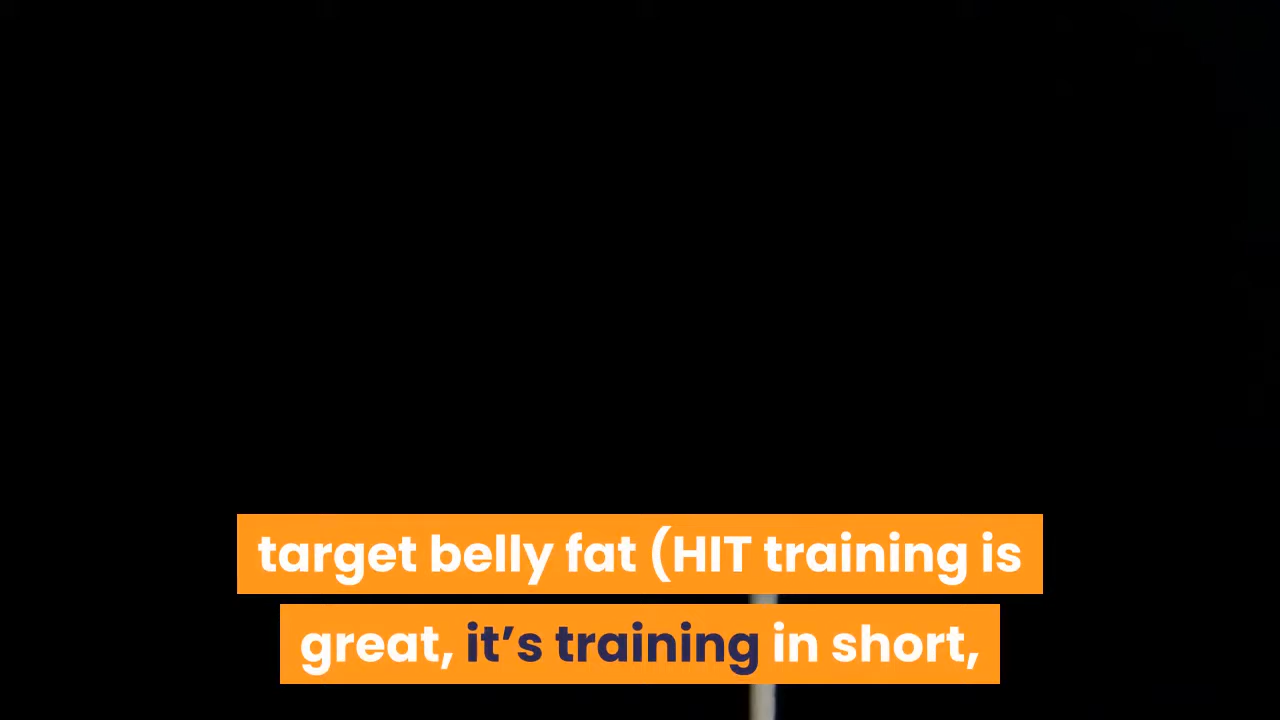 target belly fat (HIT training is
great, it’s training in short,